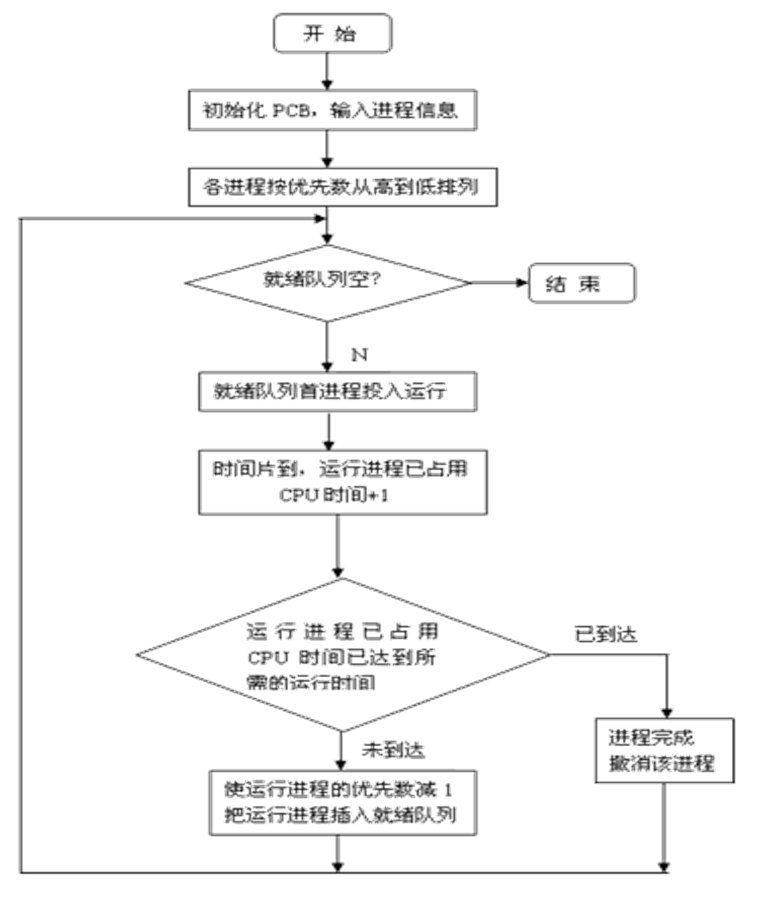 开 始
初始化 PCB，输入进程信息
各进程按优先数从高到低排列
就绪队列空?
结 束
N
就绪队列首进程投入运行
时间片到，运行进程已占用
CPU 时间+1
运 行 进 程 已 占 用
CPU 时间已达到所
需的运行时间
已到达
未到达
进程完成
撤消该进程
使运行进程的优先数减 1
把运行进程插入就绪队列